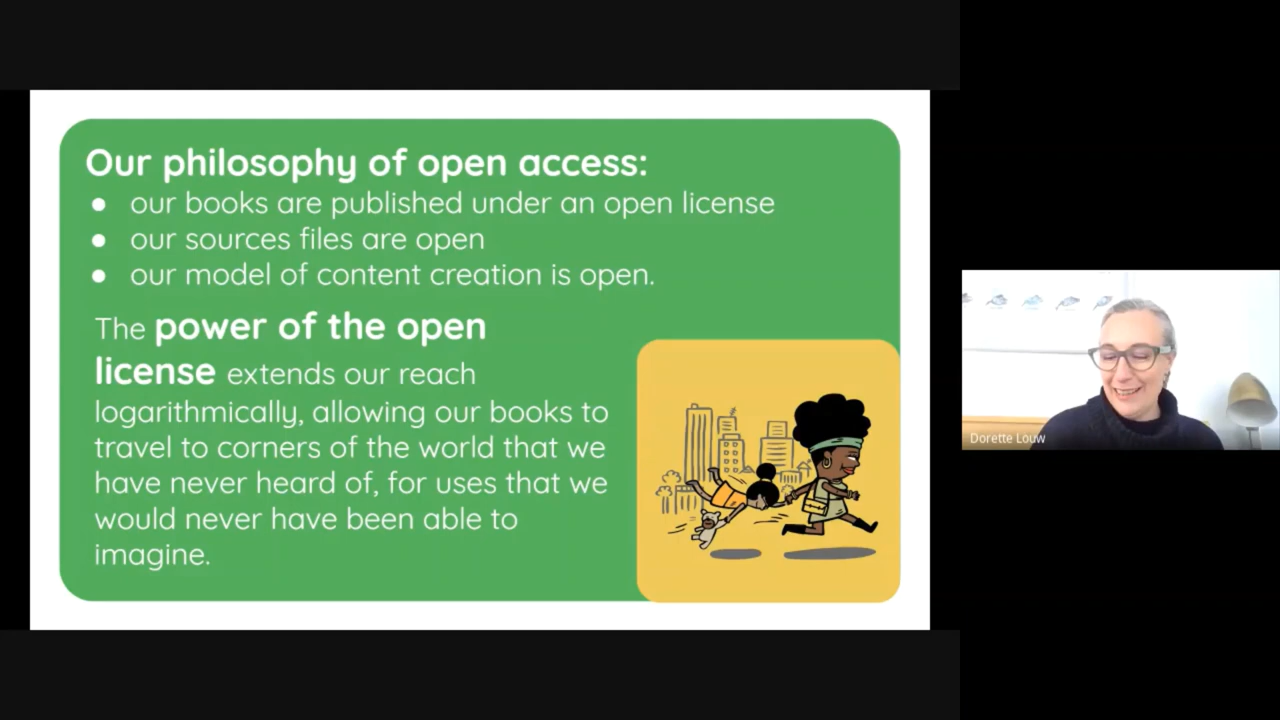 Our philosophy of open access:
● our books are published under an open license
● our sources files are open
● our model of content creation is open.
The power of the open
license extends our reach
logarithmically, allowing our books to
travel to corners of the world that we
have never heard of, for uses that we
would never have been able to
imagine.
Dorette Louw